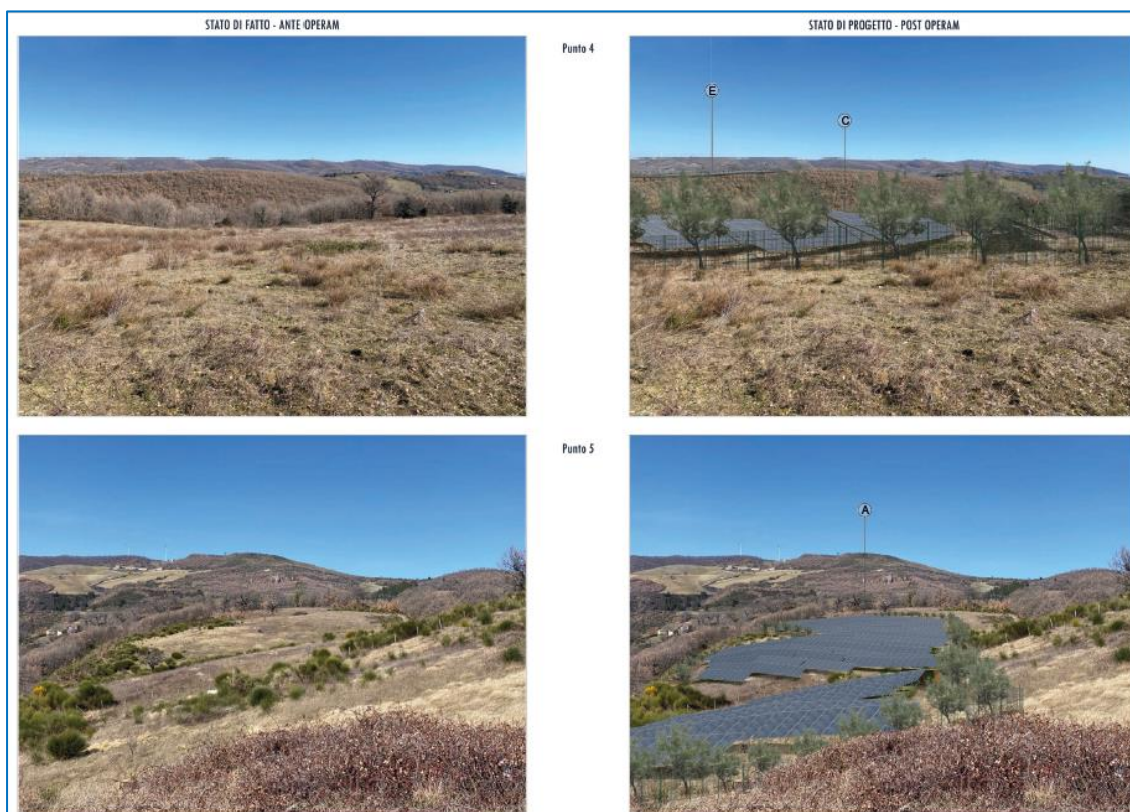 STATO DI FATTO - ANTE OPERAM
STATO DI PROGETTO - POST OPERAM
Punto 4
E
C
Punto 5
A